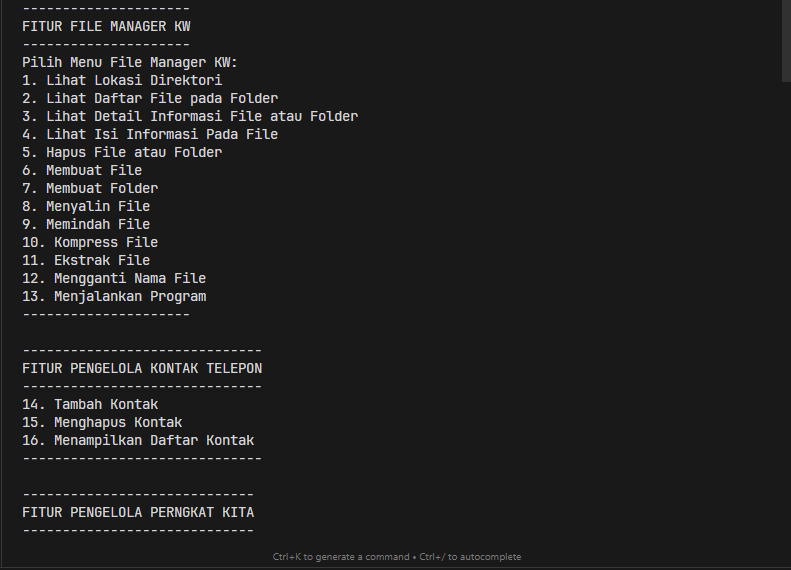 ---------------------
FITUR FILE MANAGER KW
---------------------
Pilih Menu File Manager KW:
1. Lihat Lokasi Direktori
2. Lihat Daftar File pada Folder
3. Lihat Detail Informasi File atau Folder
4. Lihat Isi Informasi Pada File
5. Hapus File atau Folder
6. Membuat File
7. Membuat Folder
8. Menyalin File
9. Memindah File
10. Kompress File
11. Ekstrak File
12. Mengganti Nama File
13. Menjalankan Program
---------------------

------------------------------
FITUR PENGELOLA KONTAK TELEPON
------------------------------
14. Tambah Kontak
15. Menghapus Kontak
16. Menampilkan Daftar Kontak
------------------------------

-----------------------------
FITUR PENGELOLA PERNGKAT KITA
-----------------------------
Ctrl+K to generate a command • Ctrl+/ to autocomplete